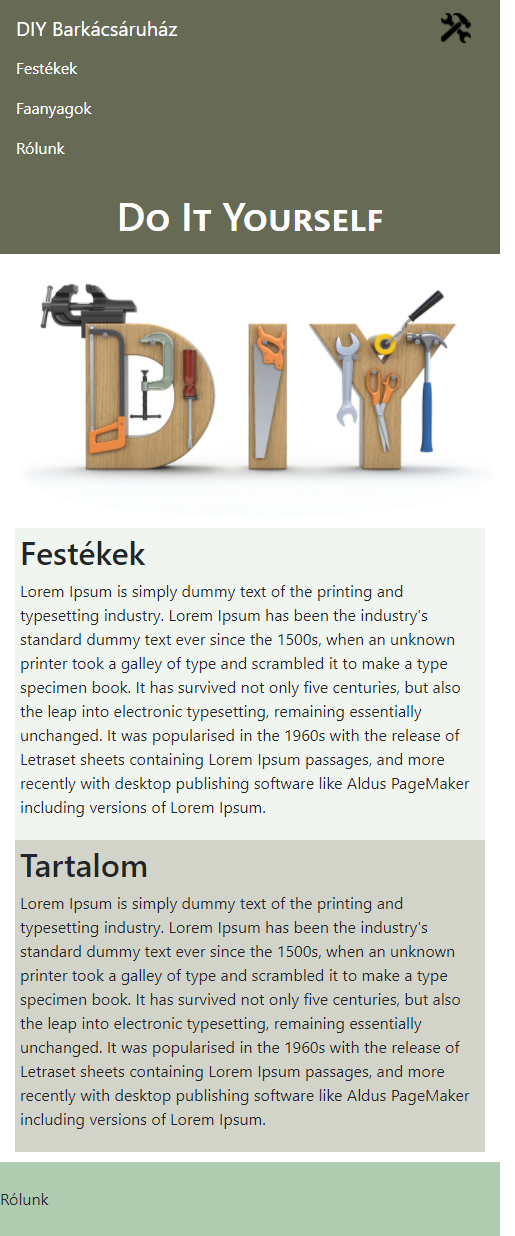 DIY Barkácsáruház
Festékek
Faanyagok
Rólunk
Do It Yourself
DIY
Festékek
Lorem Ipsum is simply dummy text of the printing and
typesetting industry. Lorem Ipsum has been the industry's
standard dummy text ever since the 1500s, when an unknown
printer took a galley of type and scrambled it to make a type
specimen book. It has survived not only five centuries, but also
the leap into electronic typesetting, remaining essentially
unchanged. It was popularised in the 1960s with the release of
Letraset sheets containing Lorem Ipsum passages, and more
recently with desktop publishing software like Aldus PageMaker
including versions of Lorem Ipsum.
Tartalom
Lorem Ipsum is simply dummy text of the printing and
typesetting industry. Lorem Ipsum has been the industry's
standard dummy text ever since the 1500s, when an unknown
printer took a galley of type and scrambled it to make a type
specimen book. It has survived not only five centuries, but also
the leap into electronic typesetting, remaining essentially
unchanged. It was popularised in the 1960s with the release of
Letraset sheets containing Lorem Ipsum passages, and more
recently with desktop publishing software like Aldus PageMaker
including versions of Lorem Ipsum.
Rólunk